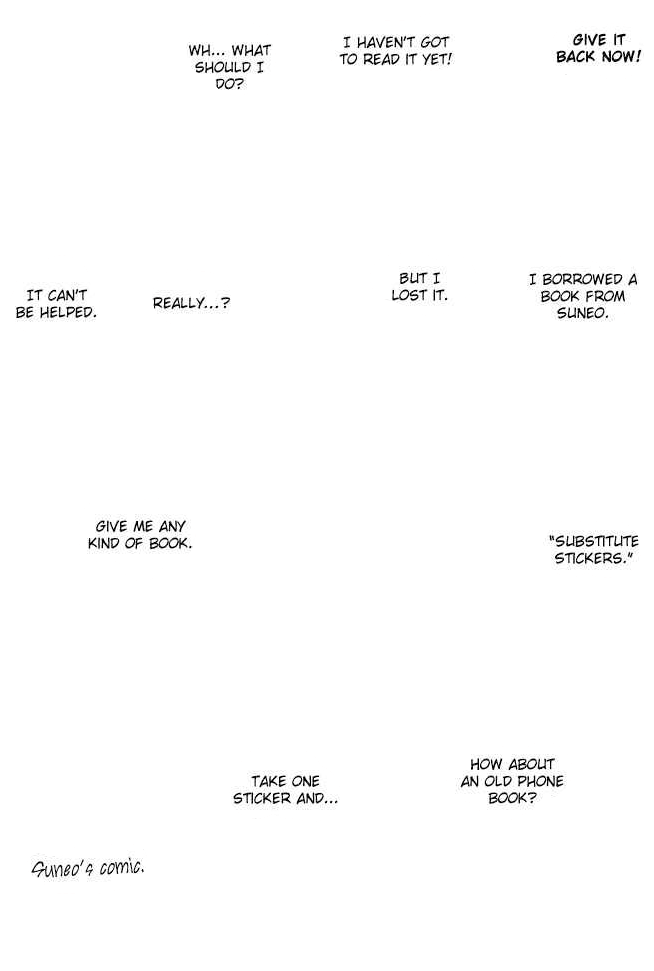 GIVE IT
BACK NOW!
I HAVEN'T GOT
TO READ IT YET!
WH... WHAT
SHOULD I
DO?
I BORROWED A
BOOK FROM
SUNEO.
BUT I
LOST IT.
REALLY...?
IT CAN'T
BE HELPED.
"SUBSTITUTE
STICKERS."
GIVE ME ANY
KIND OF BOOK.
HOW ABOUT
AN OLD PHONE
BOOK?
TAKE ONE
STICKER AND...
Suneo's comic.